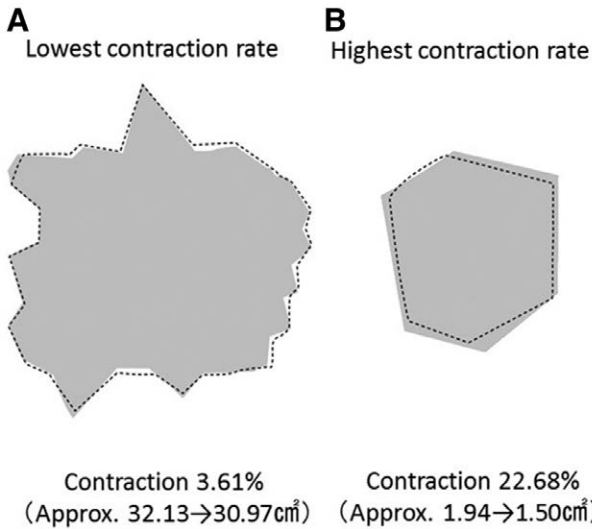 A
Lowest contraction rate
B
Highest contraction rate
Contraction 3.61%
(Approx. 32.13→30.97㎠)
Contraction 22.68%
(Approx. 1.94→1.50㎠)